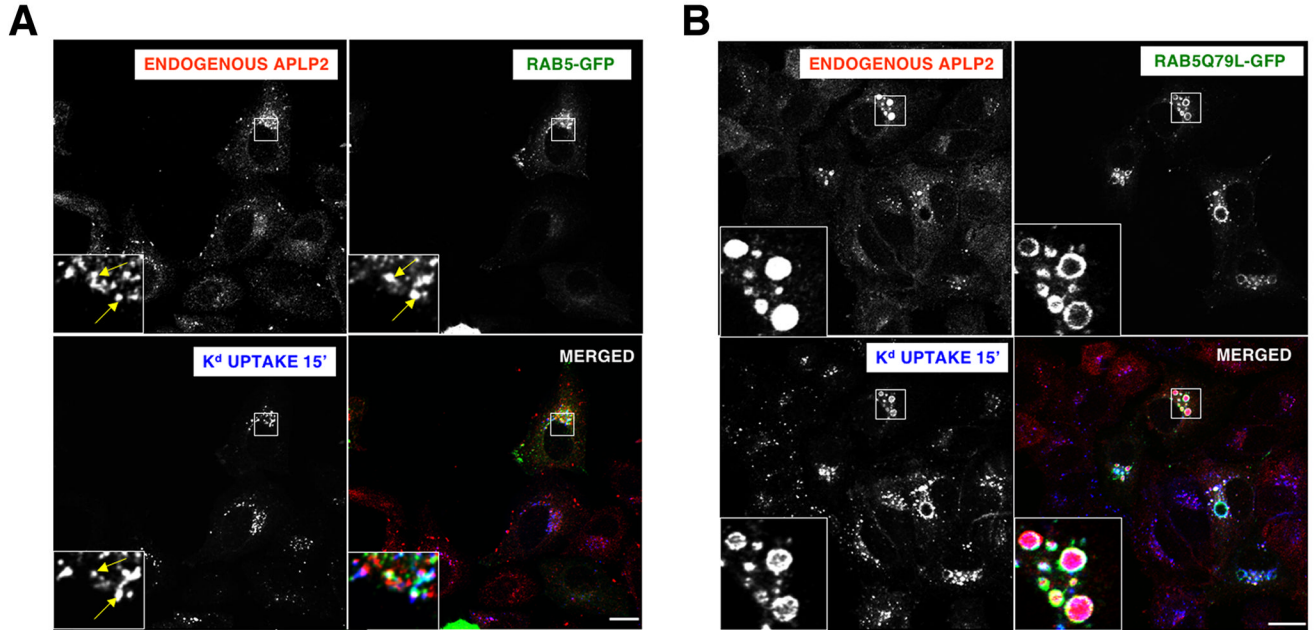 A
B
ENDOGENOUS APLP2
RAB5-GFP
ENDOGENOUS APLP2
RAB5Q79L-GFP
Kᵈ UPTAKE 15’
MERGED
Kᵈ UPTAKE 15’
MERGED